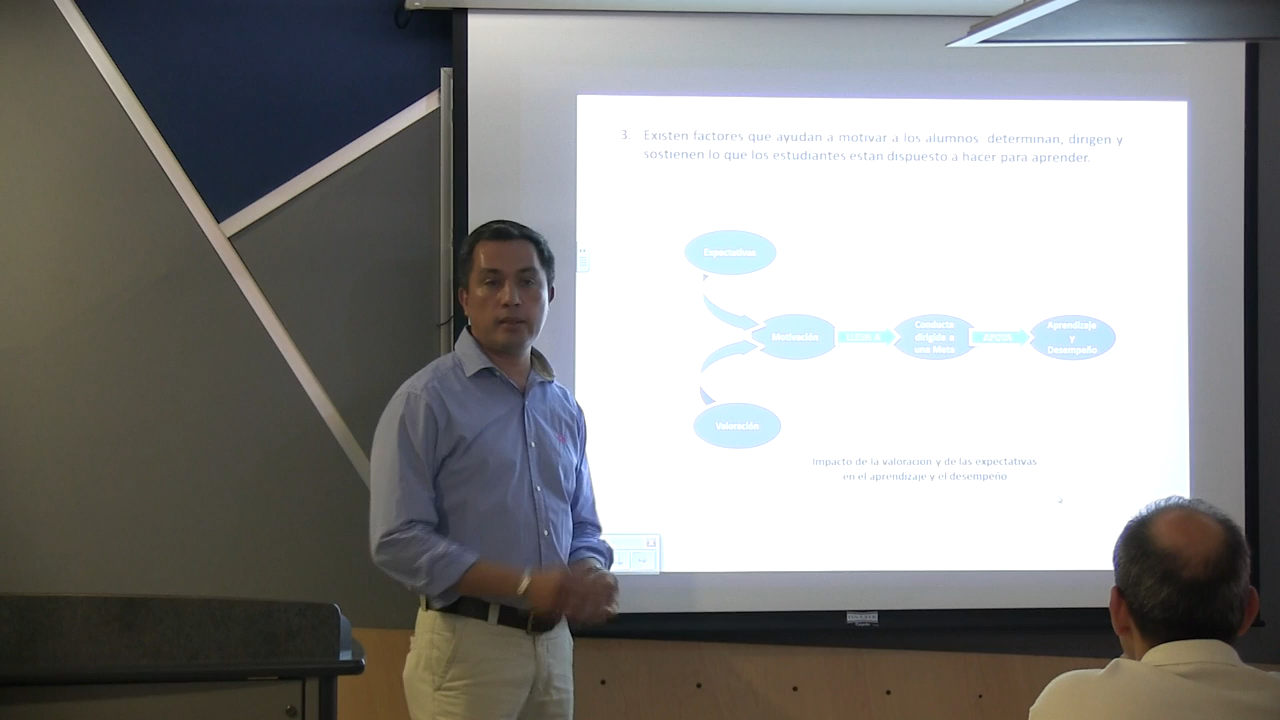 3. Existen factores que ayudan a motivar a los alumnos determinan, dirigen y
sostienen lo que los estudiantes estan dispuesto a hacer para aprender.
Expectativas
Motivación
LLEVA A
Conducta
dirigida a
una Meta
APOYA
Aprendizaje
y
Desempeño
Valoración
Impacto de la valoracion y de las expectativas
en el aprendizaje y el desempeño